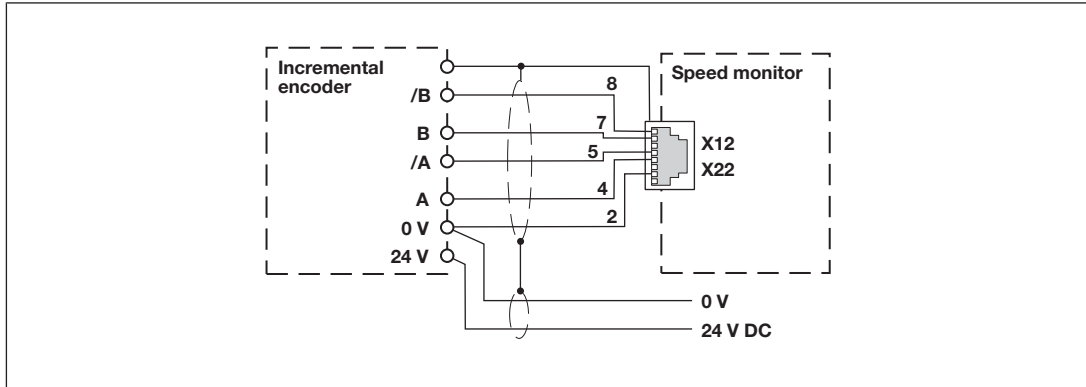 Incremental
encoder
Speed monitor
/B
8
B
7
X12
/A
5
X22
A
4
0 V
2
24 V
0 V
24 V DC